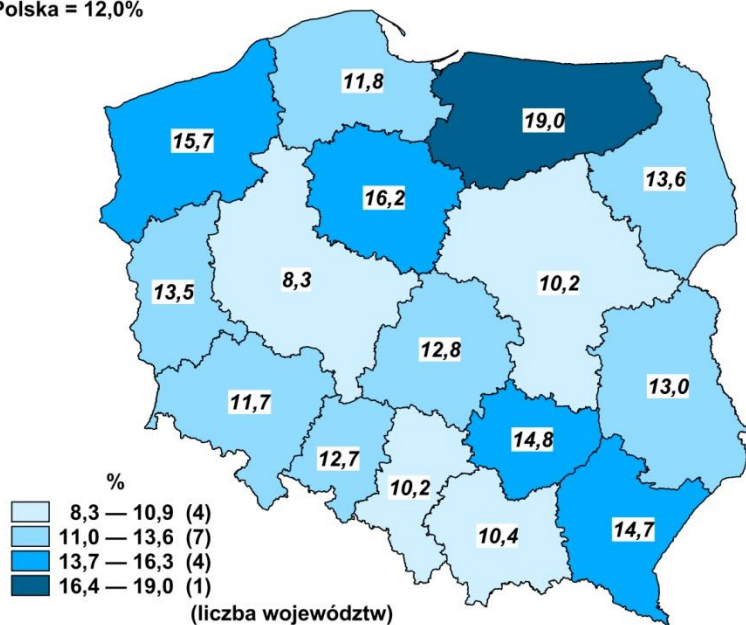 Polska = 12,0%
11,8
19,0
15,7
13,6
16,2
8,3
10,2
13,5
12,8
13,0
11,7
14,8
12,7
10,2
10,4
14,7
%
8,3 — 10,9 (4)
11,0 — 13,6 (7)
13,7 — 16,3 (4)
16,4 — 19,0 (1)
(liczba województw)